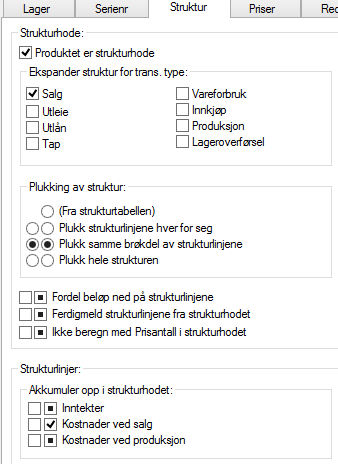 Lager Serienr Struktur Priser
Strukturhode:
Produktet er strukturhode
Ekspander struktur for trans. type:
Salg
Utleie
Utlån
Tap
Vareforbruk
Innkjøp
Produksjon
Lageroverførsel
Plukking av struktur:
(Fra strukturtabellen)
Plukk strukturlinjene hver for seg
Plukk samme brøkdel av strukturlinjene
Plukk hele strukturen
Fordel beløp ned på strukturlinjene
Ferdigmeld strukturlinjene fra strukturhodet
Ikke beregn med Prisantall i strukturhodet
Strukturlinjer:
Akkumuler opp i strukturhodet:
Inntekter
Kostnader ved salg
Kostnader ved produksjon